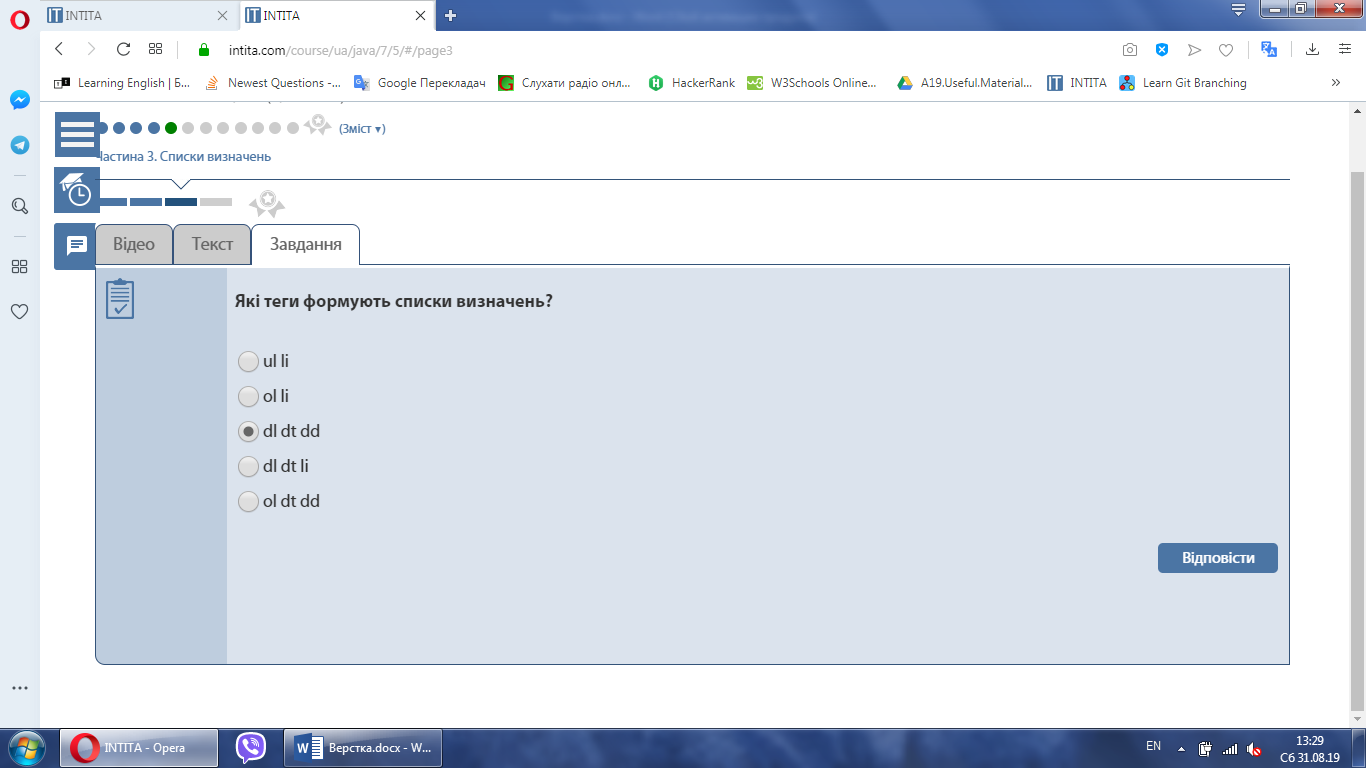 INTITA
INTITA
intita.com/course/ua/java/7/5/#/page3
Learning English | Б...
Newest Questions -...
Google Перекладач
Слухати радіо онл...
HackerRank
W3Schools Online...
A19.Useful.Material...
INTITA
Learn Git Branching
(Зміст ▾)
Частина 3. Списки визначень
Відео
Текст
Завдання
Які теги формують списки визначень?
ul li
ol li
dl dt dd
dl dt li
ol dt dd
Відповісти
INTITA - Opera
Верстка.docx - W...
EN
13:29
Сб 31.08.19